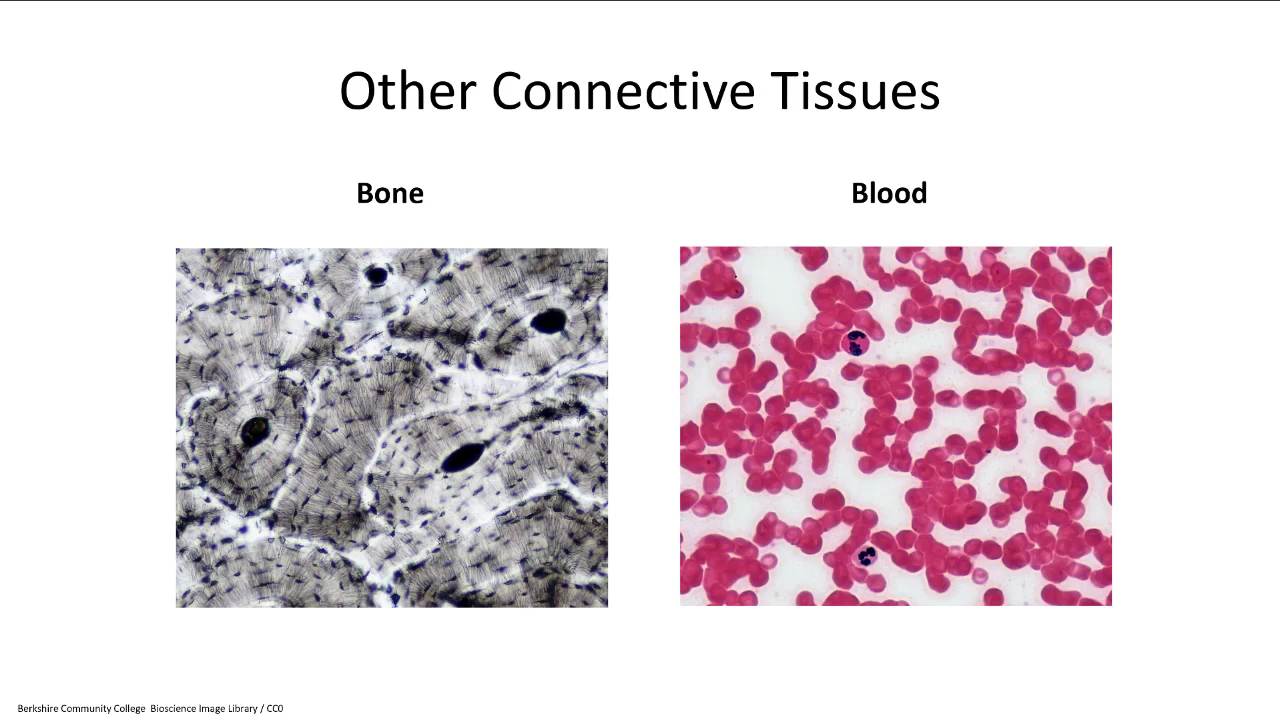 Other Connective Tissues
Bone
Blood
Berkshire Community College Bioscience Image Library / CC0